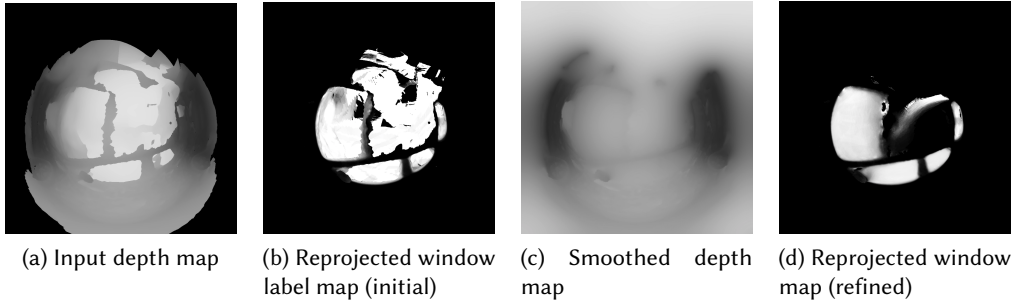 (a) Input depth map
(b) Reprojected window
label map (initial)
(c) Smoothed depth
map
(d) Reprojected window
map (refined)